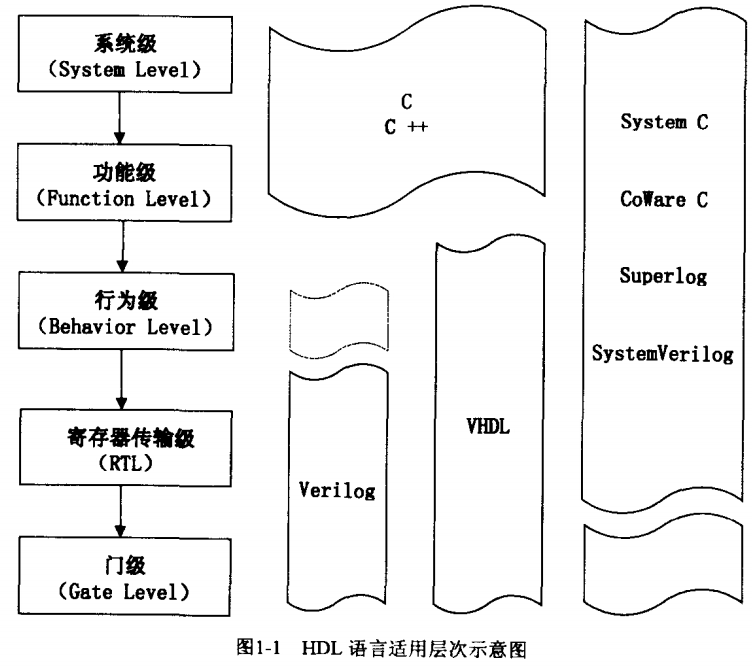 系统级
（System Level）
功能级
（Function Level）
行为级
（Behavior Level）
寄存器传输级
（RTL）
门级
（Gate Level）
C
C ++
Verilog
VHDL
System C
CoWare C
Superlog
SystemVerilog
图1-1 HDL 语言适用层次示意图